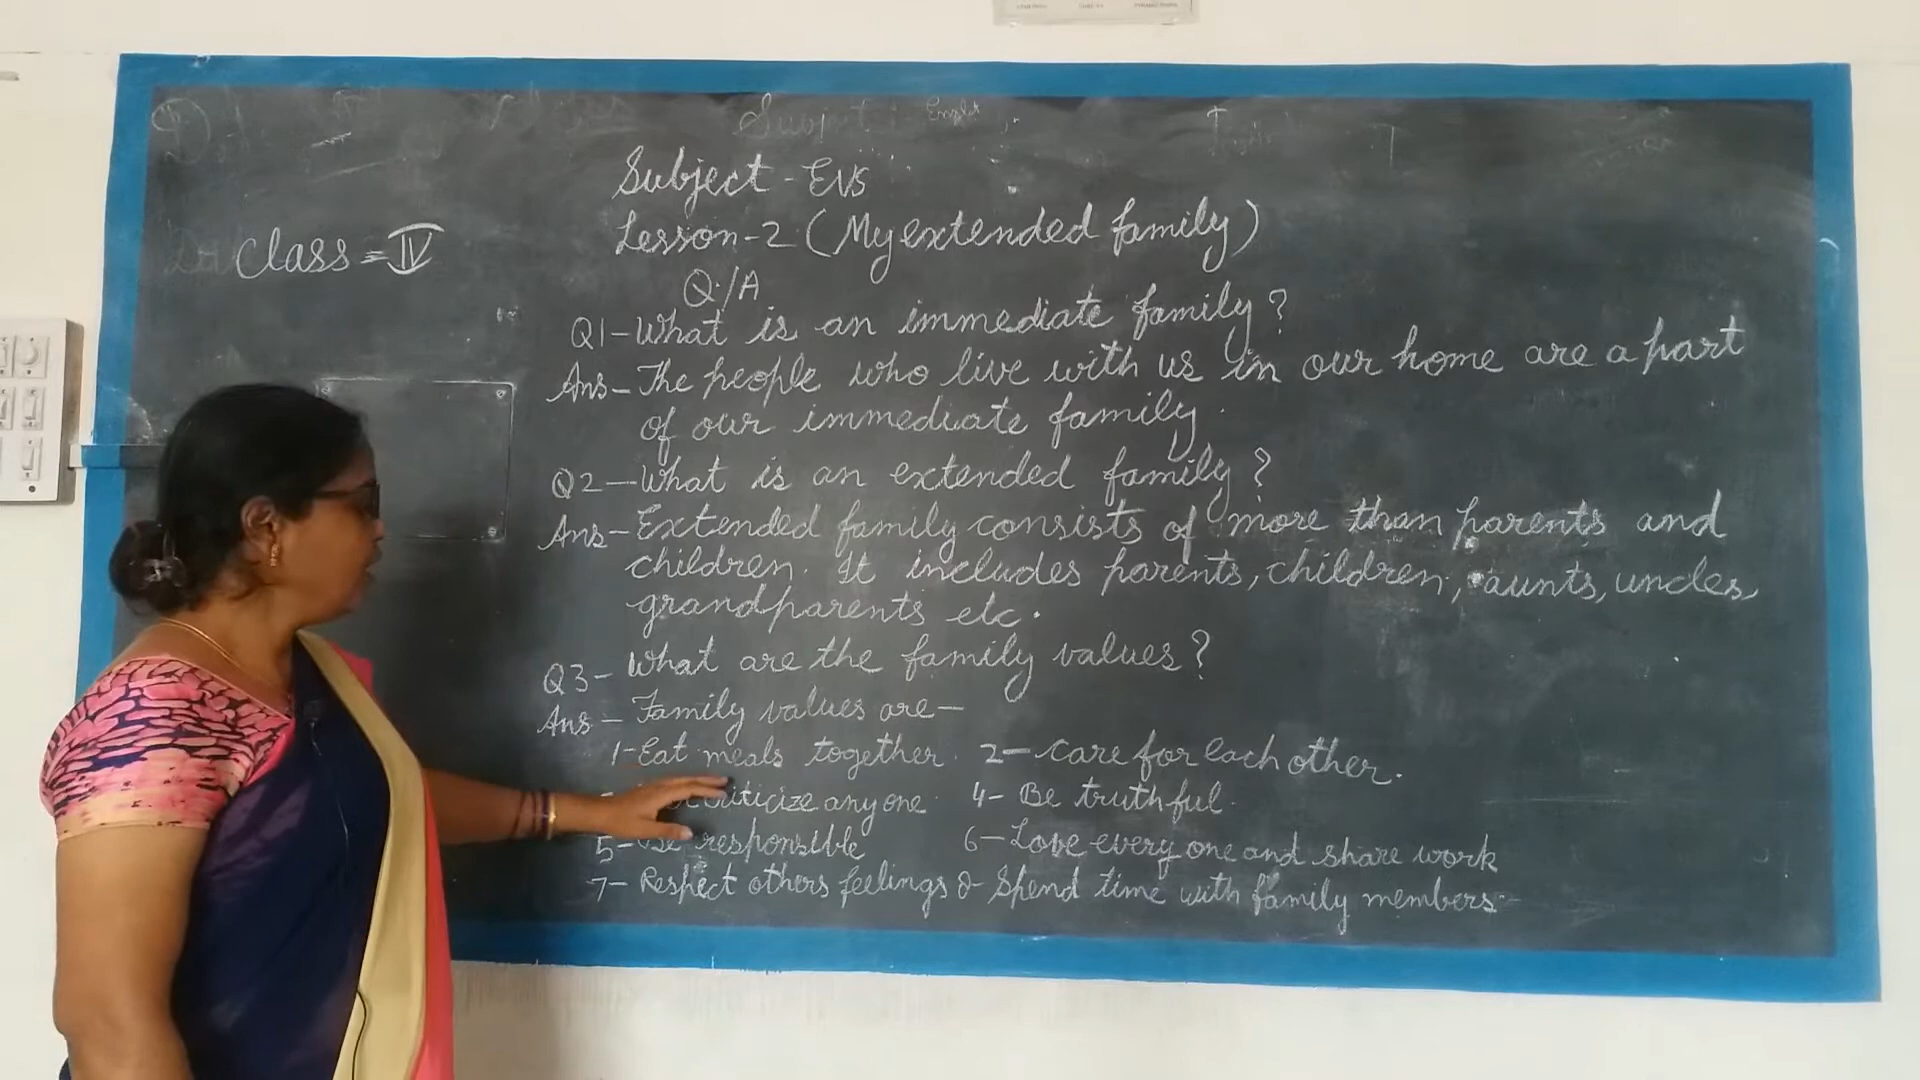 Subject : English
Subject - EVS
Class = IV
Lesson-2 (My extended family)
Q/A
Q1- What is an immediate family?
Ans- The people who live with us in our home are a part
of our immediate family.
Q2- What is an extended family?
Ans- Extended family consists of more than parents and
children. It includes parents, children, aunts, uncles,
grandparents etc.
Q3- What are the family values?
Ans- Family values are-
1- Eat meals together. 2- care for each other.
criticize anyone 4- Be truthful.
5- Be responsible 6- Love every one and share work
7- Respect others feelings 8- Spend time with family members-